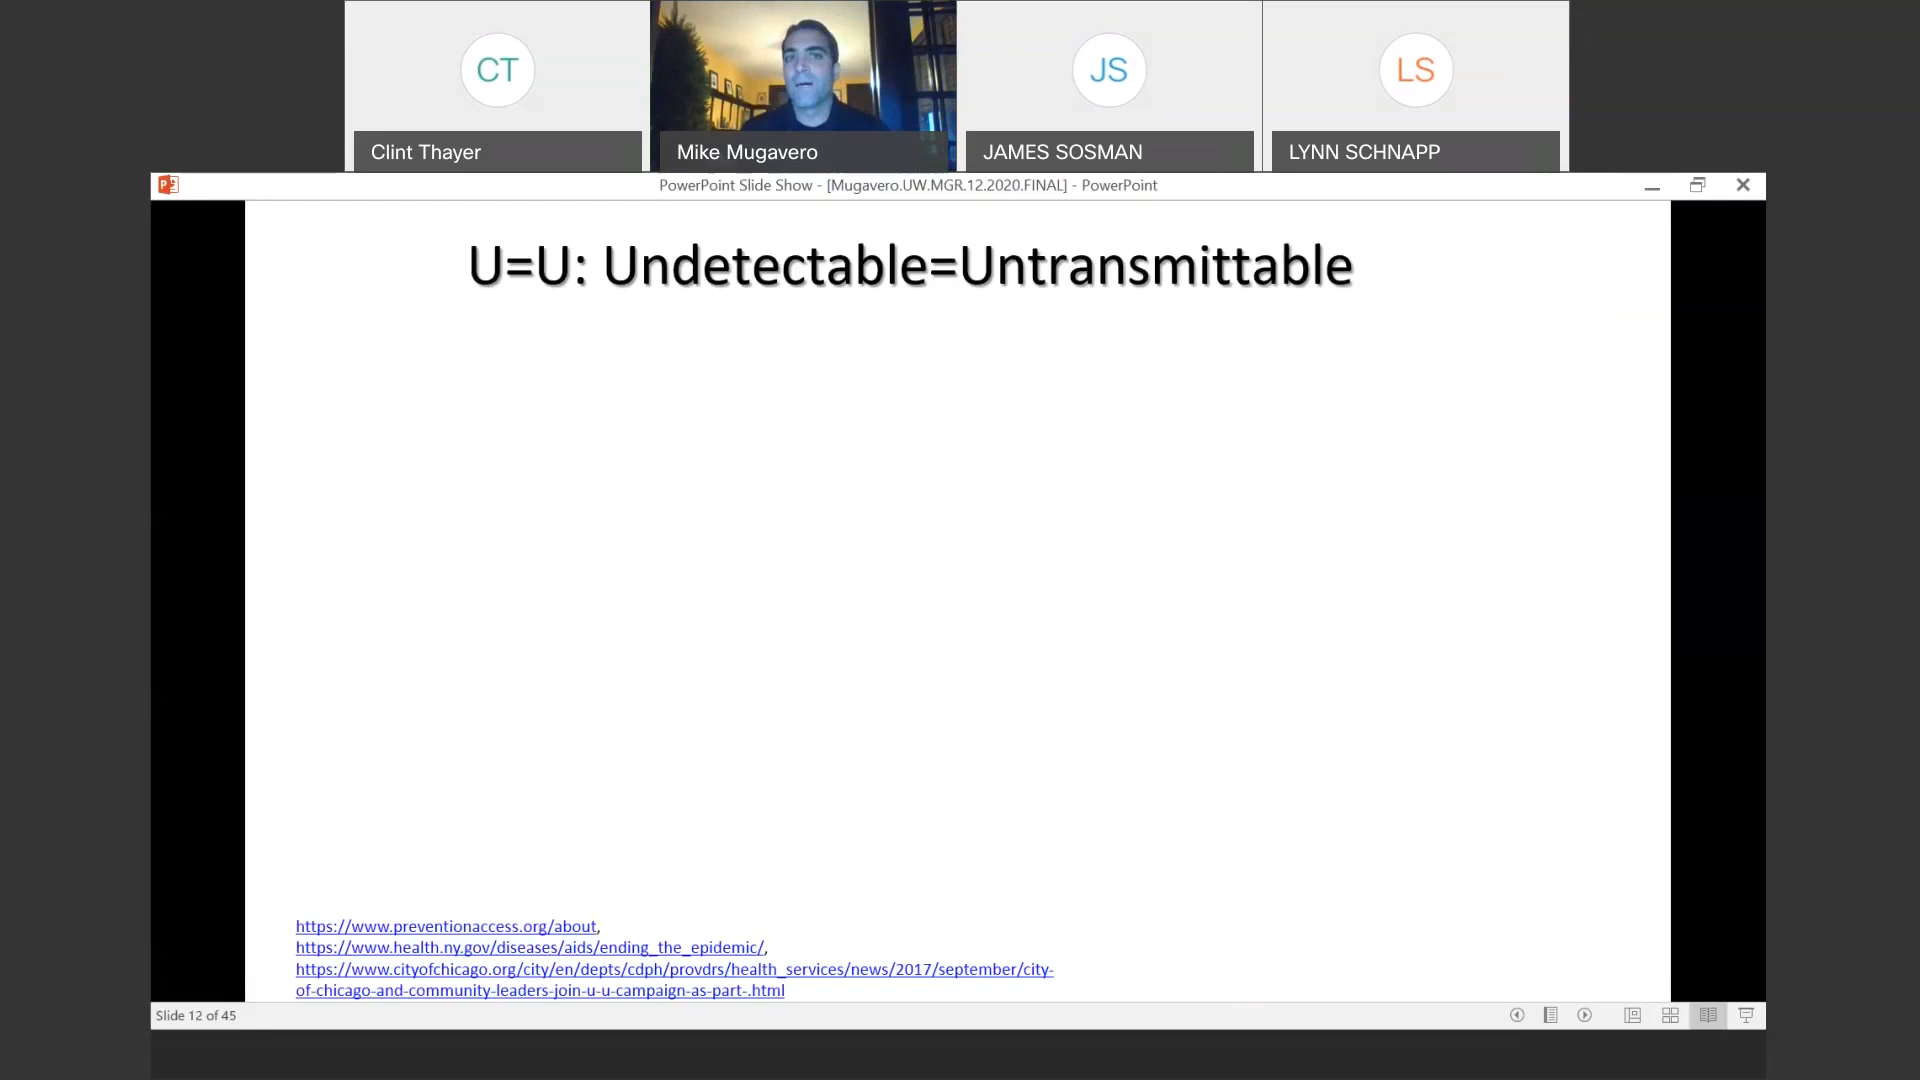 CT
JS
LS
Clint Thayer
Mike Mugavero
JAMES SOSMAN
LYNN SCHNAPP
PowerPoint Slide Show - [Mugavero.UW.MGR.12.2020.FINAL] - PowerPoint
U=U: Undetectable=Untransmittable
https://www.preventionaccess.org/about,
https://www.health.ny.gov/diseases/aids/ending_the_epidemic/,
https://www.cityofchicago.org/city/en/depts/cdph/provdrs/health_services/news/2017/september/city-
of-chicago-and-community-leaders-join-u-u-campaign-as-part-.html
Slide 12 of 45